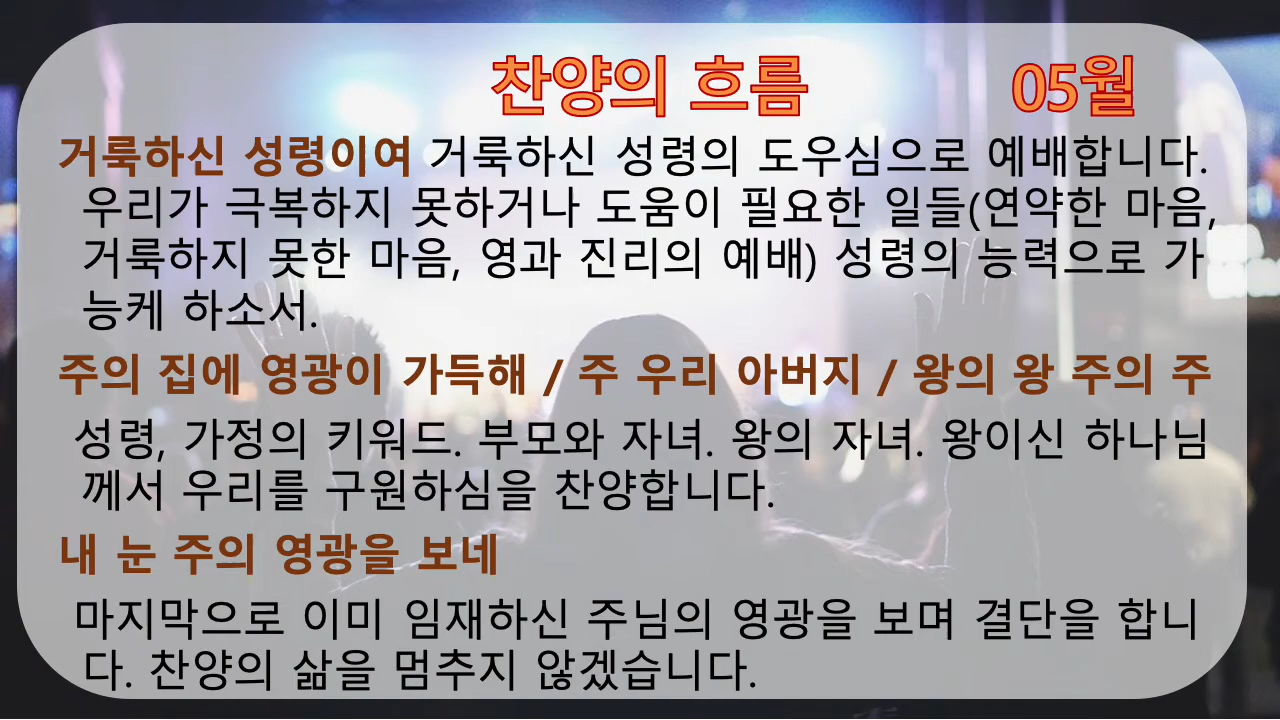 찬양의 흐름 05월
거룩하신 성령이여 거룩하신 성령의 도우심으로 예배합니다.
우리가 극복하지 못하거나 도움이 필요한 일들(연약한 마음,
거룩하지 못한 마음, 영과 진리의 예배) 성령의 능력으로 가
능케 하소서.
주의 집에 영광이 가득해 / 주 우리 아버지 / 왕의 왕 주의 주
성령, 가정의 키워드. 부모와 자녀. 왕의 자녀. 왕이신 하나님
께서 우리를 구원하심을 찬양합니다.
내 눈 주의 영광을 보네
마지막으로 이미 임재하신 주님의 영광을 보며 결단을 합니
다. 찬양의 삶을 멈추지 않겠습니다.